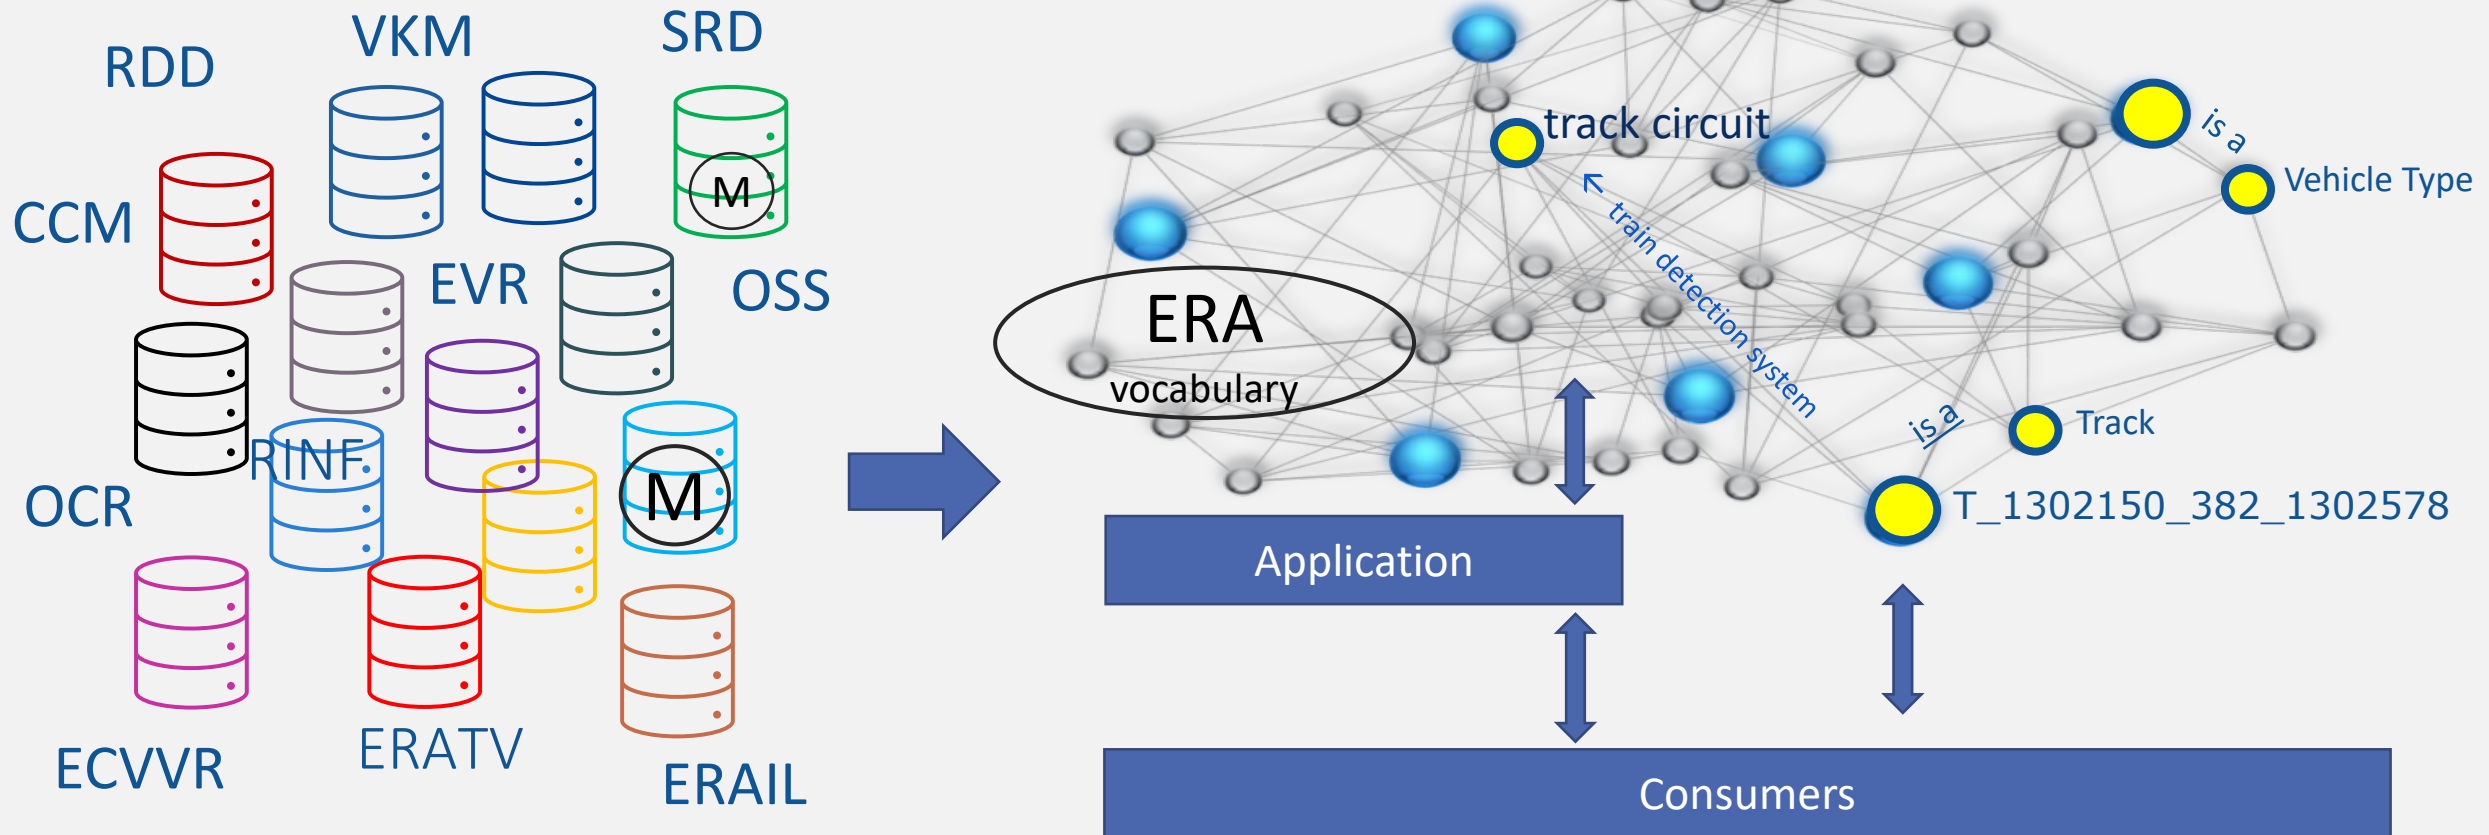 RDD
VKM
SRD
M
CCM
EVR
OSS
RINF
M
OCR
ECVVR
ERATV
ERAIL
track circuit
is a
Vehicle Type
train detection system
ERA
vocabulary
is a
Track
T_1302150_382_1302578
Application
Consumers